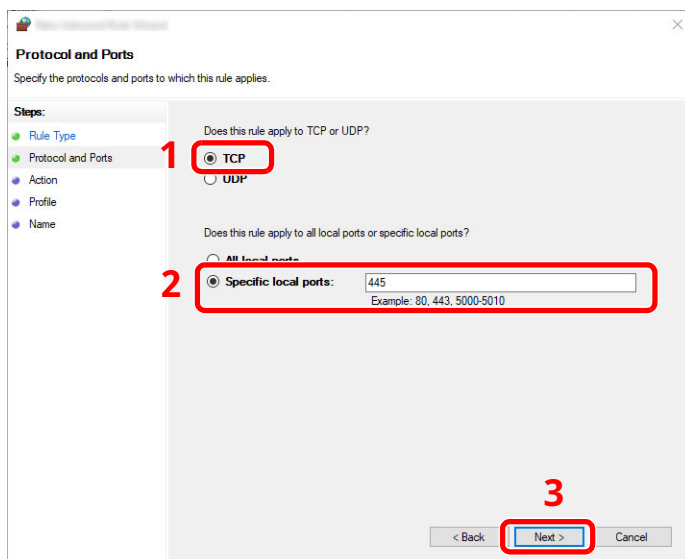 Protocol and Ports
Specify the protocols and ports to which this rule applies.
Steps:
Rule Type
Protocol and Ports
Action
Profile
Name
Does this rule apply to TCP or UDP?
1
TCP
UDP
Does this rule apply to all local ports or specific local ports?
All local ports
2
Specific local ports:
445
Example: 80, 443, 5000-5010
3
< Back
Next >
Cancel